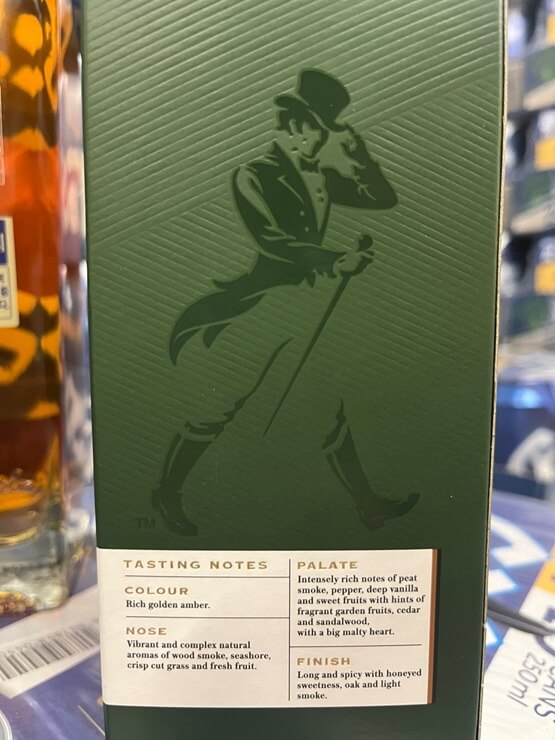 TM
TASTING NOTES
COLOUR
Rich golden amber.
NOSE
Vibrant and complex natural
aromas of wood smoke, seashore,
crisp cut grass and fresh fruit.
PALATE
Intensely rich notes of peat
smoke, pepper, deep vanilla
and sweet fruits with hints of
fragrant garden fruits, cedar
and sandalwood,
with a big malty heart.
FINISH
Long and spicy with honeyed
sweetness, oak and light
smoke.
250ml